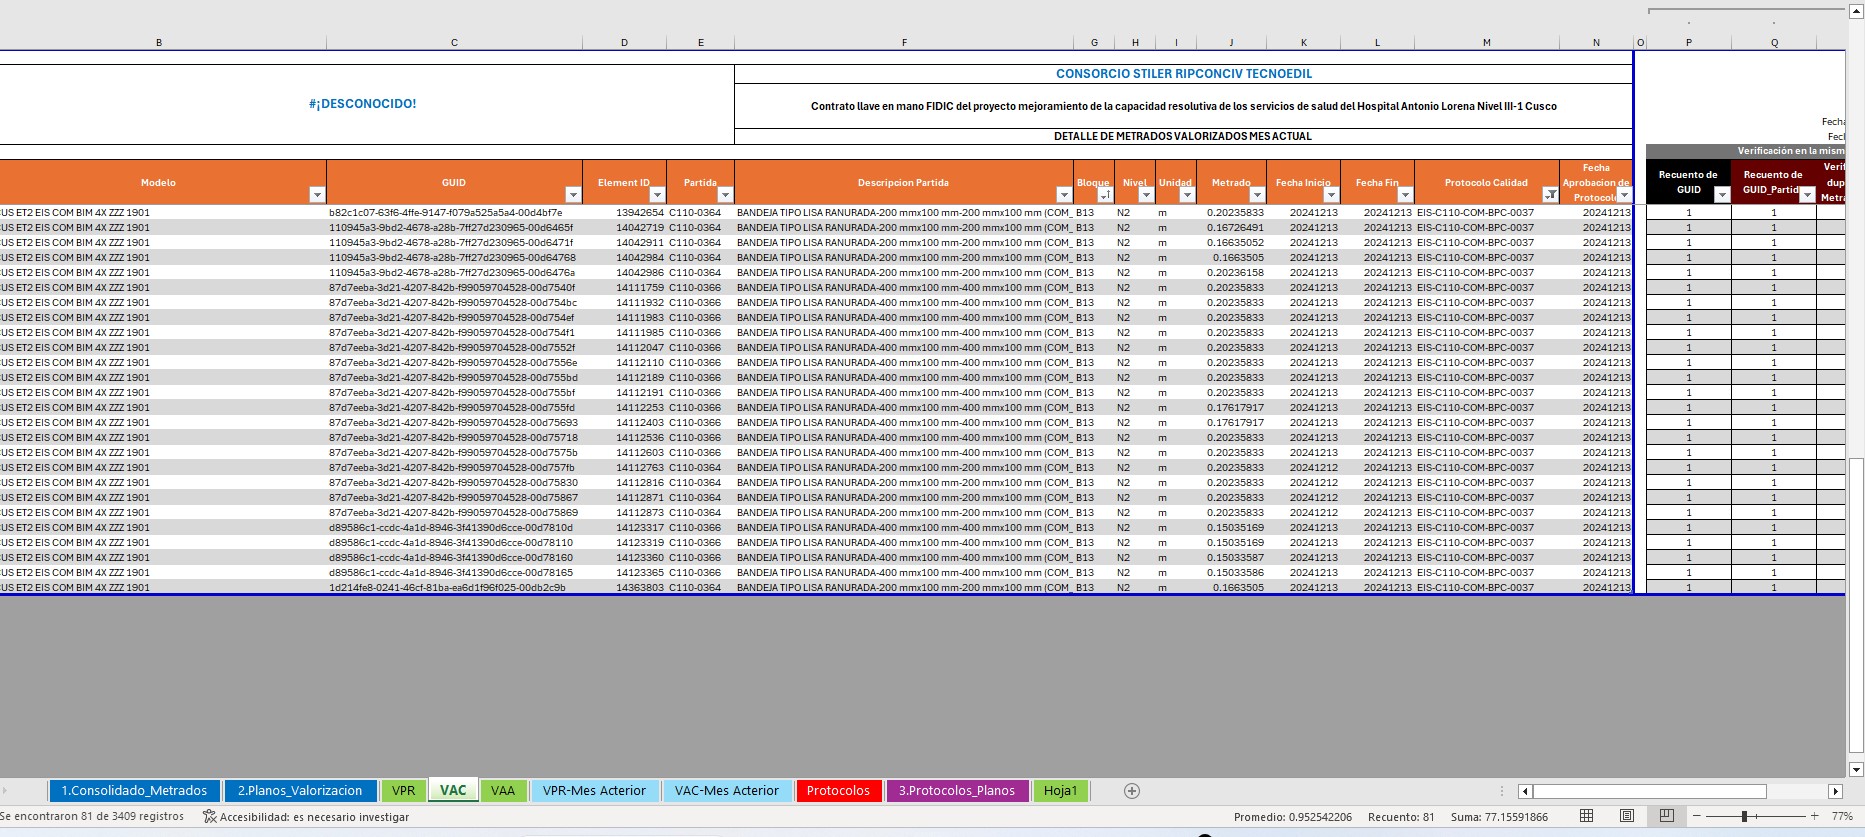 B C D E F G H I J K L M N O P Q
#¡DESCONOCIDO!
CONSORCIO STILER RIPCONCIV TECNOEDIL
Contrato llave en mano FIDIC del proyecto mejoramiento de la capacidad resolutiva de los servicios de salud del Hospital Antonio Lorena Nivel III-1 Cusco
DETALLE DE METRADOS VALORIZADOS MES ACTUAL
Fecha
Fech
Verificación en la mism
Modelo GUID Element ID Partida Descripcion Partida Bloque Nivel Unidad Metrado Fecha Inicio Fecha Fin Protocolo Calidad Fecha Aprobacion de Protocolo Recuento de GUID Recuento de GUID_Partida Verif dup Metra
CUS ET2 EIS COM BIM 4X ZZZ 1901 b82c1c07-63f6-4ffe-9147-f079a525a5a4-00d4bf7e 13942654 C110-0364 BANDEJA TIPO LISA RANURADA-200 mmx100 mm-200 mmx100 mm (COM_ B13 N2 m 0.20235833 20241213 20241213 EIS-C110-COM-BPC-0037 20241213 1 1
CUS ET2 EIS COM BIM 4X ZZZ 1901 110945a3-9bd2-4678-a28b-7ff27d230965-00d6465f 14042719 C110-0364 BANDEJA TIPO LISA RANURADA-200 mmx100 mm-200 mmx100 mm (COM_ B13 N2 m 0.16726491 20241213 20241213 EIS-C110-COM-BPC-0037 20241213 1 1
CUS ET2 EIS COM BIM 4X ZZZ 1901 110945a3-9bd2-4678-a28b-7ff27d230965-00d6471f 14042911 C110-0364 BANDEJA TIPO LISA RANURADA-200 mmx100 mm-200 mmx100 mm (COM_ B13 N2 m 0.16635052 20241213 20241213 EIS-C110-COM-BPC-0037 20241213 1 1
CUS ET2 EIS COM BIM 4X ZZZ 1901 110945a3-9bd2-4678-a28b-7ff27d230965-00d64768 14042984 C110-0364 BANDEJA TIPO LISA RANURADA-200 mmx100 mm-200 mmx100 mm (COM_ B13 N2 m 0.1663505 20241213 20241213 EIS-C110-COM-BPC-0037 20241213 1 1
CUS ET2 EIS COM BIM 4X ZZZ 1901 110945a3-9bd2-4678-a28b-7ff27d230965-00d6476a 14042986 C110-0364 BANDEJA TIPO LISA RANURADA-200 mmx100 mm-200 mmx100 mm (COM_ B13 N2 m 0.20236158 20241213 20241213 EIS-C110-COM-BPC-0037 20241213 1 1
CUS ET2 EIS COM BIM 4X ZZZ 1901 87d7eeba-3d21-4207-842b-f99059704528-00d7540f 14111759 C110-0366 BANDEJA TIPO LISA RANURADA-400 mmx100 mm-400 mmx100 mm (COM_ B13 N2 m 0.20235833 20241213 20241213 EIS-C110-COM-BPC-0037 20241213 1 1
CUS ET2 EIS COM BIM 4X ZZZ 1901 87d7eeba-3d21-4207-842b-f99059704528-00d754bc 14111932 C110-0366 BANDEJA TIPO LISA RANURADA-400 mmx100 mm-400 mmx100 mm (COM_ B13 N2 m 0.20235833 20241213 20241213 EIS-C110-COM-BPC-0037 20241213 1 1
CUS ET2 EIS COM BIM 4X ZZZ 1901 87d7eeba-3d21-4207-842b-f99059704528-00d754ef 14111983 C110-0366 BANDEJA TIPO LISA RANURADA-400 mmx100 mm-400 mmx100 mm (COM_ B13 N2 m 0.20235833 20241213 20241213 EIS-C110-COM-BPC-0037 20241213 1 1
CUS ET2 EIS COM BIM 4X ZZZ 1901 87d7eeba-3d21-4207-842b-f99059704528-00d754f1 14111985 C110-0366 BANDEJA TIPO LISA RANURADA-400 mmx100 mm-400 mmx100 mm (COM_ B13 N2 m 0.20235833 20241213 20241213 EIS-C110-COM-BPC-0037 20241213 1 1
CUS ET2 EIS COM BIM 4X ZZZ 1901 87d7eeba-3d21-4207-842b-f99059704528-00d7552f 14112047 C110-0366 BANDEJA TIPO LISA RANURADA-400 mmx100 mm-400 mmx100 mm (COM_ B13 N2 m 0.20235833 20241213 20241213 EIS-C110-COM-BPC-0037 20241213 1 1
CUS ET2 EIS COM BIM 4X ZZZ 1901 87d7eeba-3d21-4207-842b-f99059704528-00d7556e 14112110 C110-0366 BANDEJA TIPO LISA RANURADA-400 mmx100 mm-400 mmx100 mm (COM_ B13 N2 m 0.20235833 20241213 20241213 EIS-C110-COM-BPC-0037 20241213 1 1
CUS ET2 EIS COM BIM 4X ZZZ 1901 87d7eeba-3d21-4207-842b-f99059704528-00d755bd 14112189 C110-0366 BANDEJA TIPO LISA RANURADA-400 mmx100 mm-400 mmx100 mm (COM_ B13 N2 m 0.20235833 20241213 20241213 EIS-C110-COM-BPC-0037 20241213 1 1
CUS ET2 EIS COM BIM 4X ZZZ 1901 87d7eeba-3d21-4207-842b-f99059704528-00d755bf 14112191 C110-0366 BANDEJA TIPO LISA RANURADA-400 mmx100 mm-400 mmx100 mm (COM_ B13 N2 m 0.20235833 20241213 20241213 EIS-C110-COM-BPC-0037 20241213 1 1
CUS ET2 EIS COM BIM 4X ZZZ 1901 87d7eeba-3d21-4207-842b-f99059704528-00d755fd 14112253 C110-0366 BANDEJA TIPO LISA RANURADA-400 mmx100 mm-400 mmx100 mm (COM_ B13 N2 m 0.17617917 20241213 20241213 EIS-C110-COM-BPC-0037 20241213 1 1
CUS ET2 EIS COM BIM 4X ZZZ 1901 87d7eeba-3d21-4207-842b-f99059704528-00d75693 14112403 C110-0366 BANDEJA TIPO LISA RANURADA-400 mmx100 mm-400 mmx100 mm (COM_ B13 N2 m 0.17617917 20241213 20241213 EIS-C110-COM-BPC-0037 20241213 1 1
CUS ET2 EIS COM BIM 4X ZZZ 1901 87d7eeba-3d21-4207-842b-f99059704528-00d75718 14112536 C110-0366 BANDEJA TIPO LISA RANURADA-400 mmx100 mm-400 mmx100 mm (COM_ B13 N2 m 0.20235833 20241213 20241213 EIS-C110-COM-BPC-0037 20241213 1 1
CUS ET2 EIS COM BIM 4X ZZZ 1901 87d7eeba-3d21-4207-842b-f99059704528-00d7575b 14112603 C110-0366 BANDEJA TIPO LISA RANURADA-400 mmx100 mm-400 mmx100 mm (COM_ B13 N2 m 0.20235833 20241213 20241213 EIS-C110-COM-BPC-0037 20241213 1 1
CUS ET2 EIS COM BIM 4X ZZZ 1901 87d7eeba-3d21-4207-842b-f99059704528-00d757fb 14112763 C110-0364 BANDEJA TIPO LISA RANURADA-200 mmx100 mm-200 mmx100 mm (COM_ B13 N2 m 0.20235833 20241212 20241213 EIS-C110-COM-BPC-0037 20241213 1 1
CUS ET2 EIS COM BIM 4X ZZZ 1901 87d7eeba-3d21-4207-842b-f99059704528-00d75830 14112816 C110-0364 BANDEJA TIPO LISA RANURADA-200 mmx100 mm-200 mmx100 mm (COM_ B13 N2 m 0.20235833 20241212 20241213 EIS-C110-COM-BPC-0037 20241213 1 1
CUS ET2 EIS COM BIM 4X ZZZ 1901 87d7eeba-3d21-4207-842b-f99059704528-00d75867 14112871 C110-0364 BANDEJA TIPO LISA RANURADA-200 mmx100 mm-200 mmx100 mm (COM_ B13 N2 m 0.20235833 20241212 20241213 EIS-C110-COM-BPC-0037 20241213 1 1
CUS ET2 EIS COM BIM 4X ZZZ 1901 87d7eeba-3d21-4207-842b-f99059704528-00d75869 14112873 C110-0364 BANDEJA TIPO LISA RANURADA-200 mmx100 mm-200 mmx100 mm (COM_ B13 N2 m 0.20235833 20241212 20241213 EIS-C110-COM-BPC-0037 20241213 1 1
CUS ET2 EIS COM BIM 4X ZZZ 1901 d89586c1-ccdc-4a1d-8946-3f41390d6cce-00d7810d 14123317 C110-0366 BANDEJA TIPO LISA RANURADA-400 mmx100 mm-400 mmx100 mm (COM_ B13 N2 m 0.15035169 20241213 20241213 EIS-C110-COM-BPC-0037 20241213 1 1
CUS ET2 EIS COM BIM 4X ZZZ 1901 d89586c1-ccdc-4a1d-8946-3f41390d6cce-00d78110 14123319 C110-0366 BANDEJA TIPO LISA RANURADA-400 mmx100 mm-400 mmx100 mm (COM_ B13 N2 m 0.15035169 20241213 20241213 EIS-C110-COM-BPC-0037 20241213 1 1
CUS ET2 EIS COM BIM 4X ZZZ 1901 d89586c1-ccdc-4a1d-8946-3f41390d6cce-00d78160 14123360 C110-0366 BANDEJA TIPO LISA RANURADA-400 mmx100 mm-400 mmx100 mm (COM_ B13 N2 m 0.15033587 20241213 20241213 EIS-C110-COM-BPC-0037 20241213 1 1
CUS ET2 EIS COM BIM 4X ZZZ 1901 d89586c1-ccdc-4a1d-8946-3f41390d6cce-00d78165 14123365 C110-0366 BANDEJA TIPO LISA RANURADA-400 mmx100 mm-400 mmx100 mm (COM_ B13 N2 m 0.15033586 20241213 20241213 EIS-C110-COM-BPC-0037 20241213 1 1
CUS ET2 EIS COM BIM 4X ZZZ 1901 1d214fe8-0241-46cf-81ba-ea6d1f96f025-00db2c9b 14363803 C110-0364 BANDEJA TIPO LISA RANURADA-200 mmx100 mm-200 mmx100 mm (COM_ B13 N2 m 0.1663505 20241213 20241213 EIS-C110-COM-BPC-0037 20241213 1 1
1.Consolidado_Metrados 2.Planos_Valorizacion VPR VAC VAA VPR-Mes Acterior VAC-Mes Acterior Protocolos 3.Protocolos_Planos Hoja1
Se encontraron 81 de 3409 registros Accesibilidad: es necesario investigar Promedio: 0.952542206 Recuento: 81 Suma: 77.15591866 77%